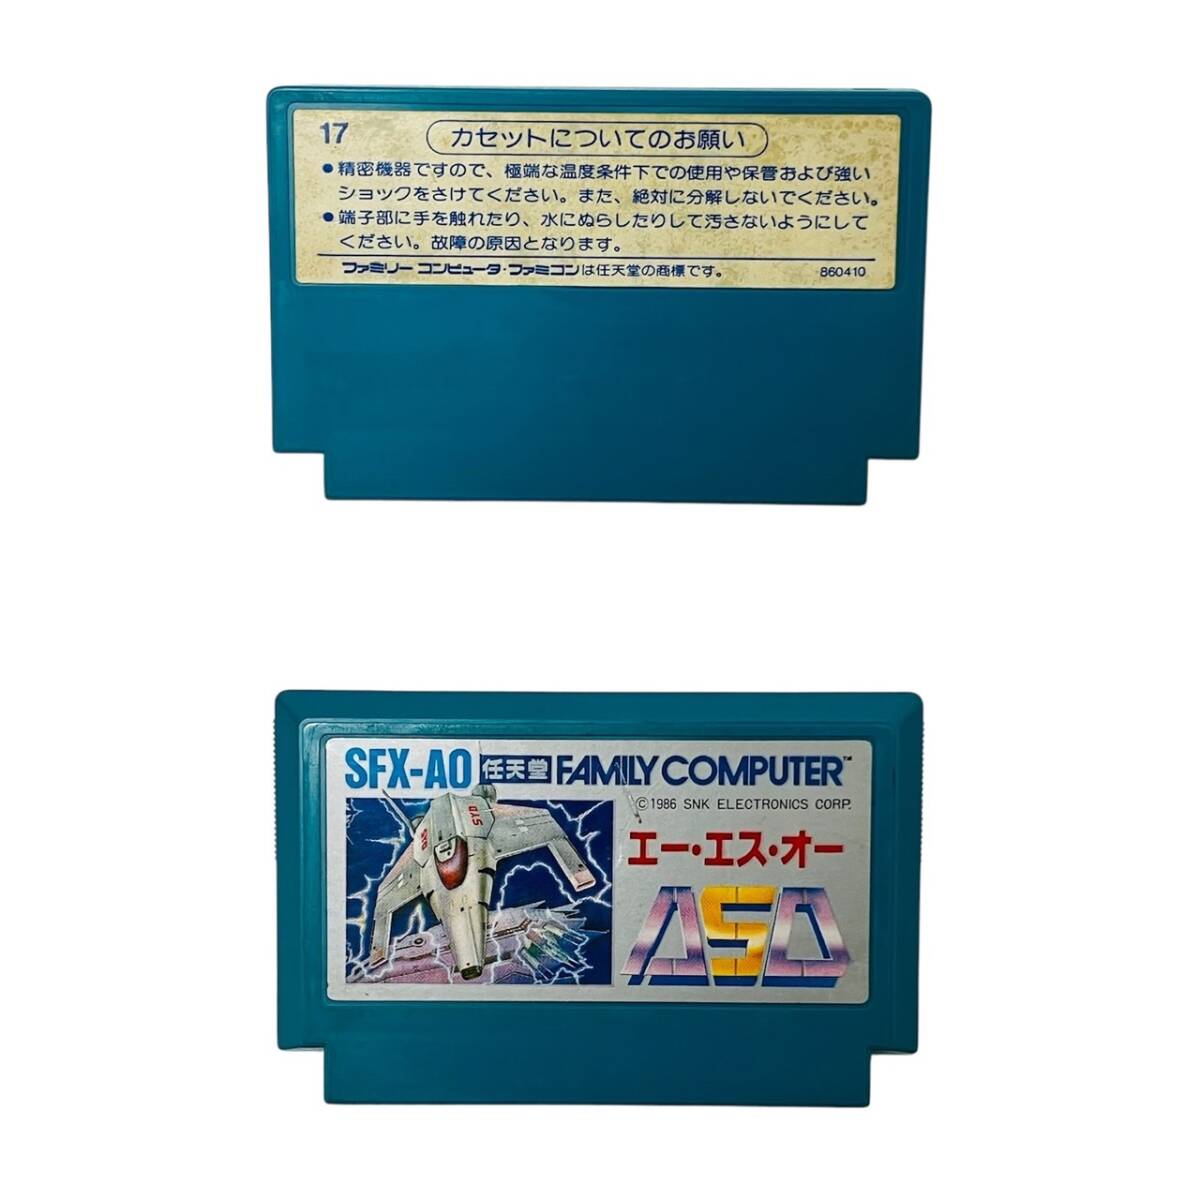 17
カセットについてのお願い
●精密機器ですので、極端な温度条件下での使用や保管および強い
ショックをさけてください。また、絶対に分解しないでください。
●端子部に手を触れたり、水にぬらしたりして汚さないようにして
ください。故障の原因となります。
ファミリー コンピュータ・ファミコンは任天堂の商標です。 860410
SFX-AO 任天堂 FAMILY COMPUTER™
©1986 SNK ELECTRONICS CORP.
エー・エス・オー
ASO
SYD